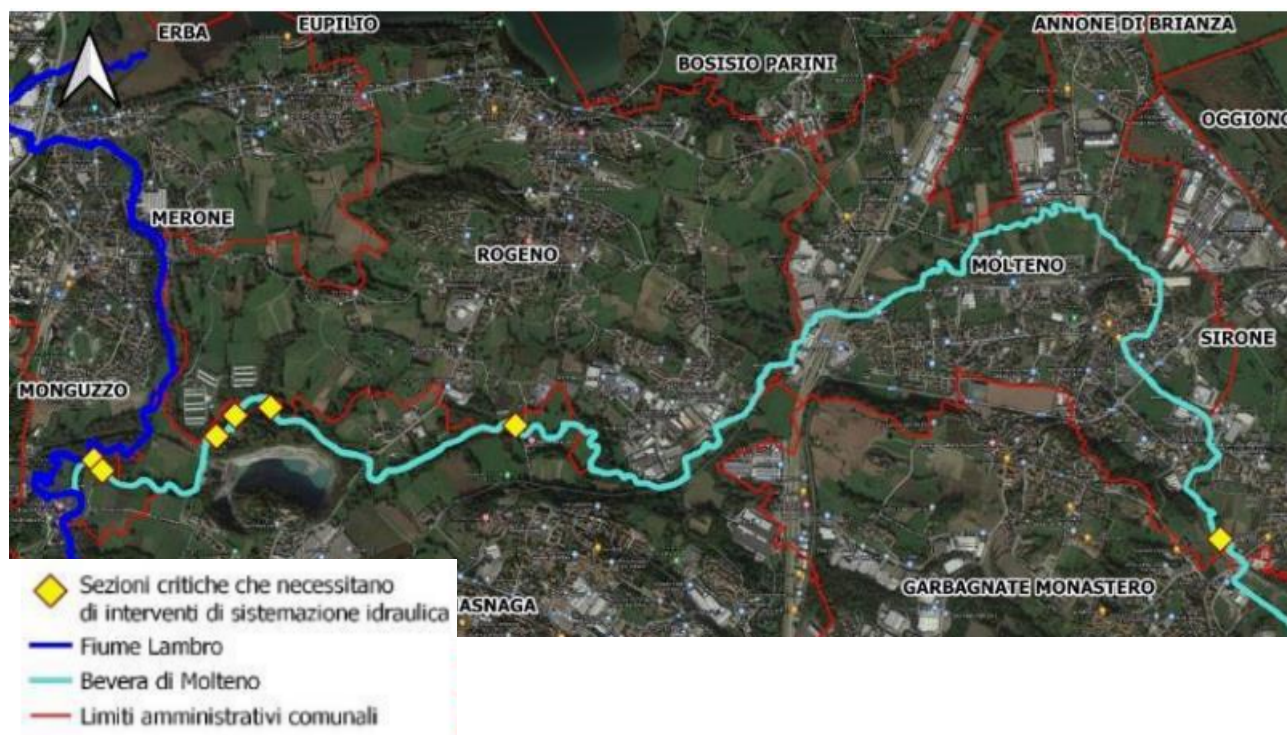 ERBA
EUPILIO
ANNONE DI BRIANZA
BOSISIO PARINI
OGGIONO
MERONE
ROGENO
MOLTENO
SIRONE
MONGUZZO
GARBAGNATE MONASTERO
ASNAGA
Sezioni critiche che necessitano
di interventi di sistemazione idraulica
Fiume Lambro
Bevera di Molteno
Limiti amministrativi comunali